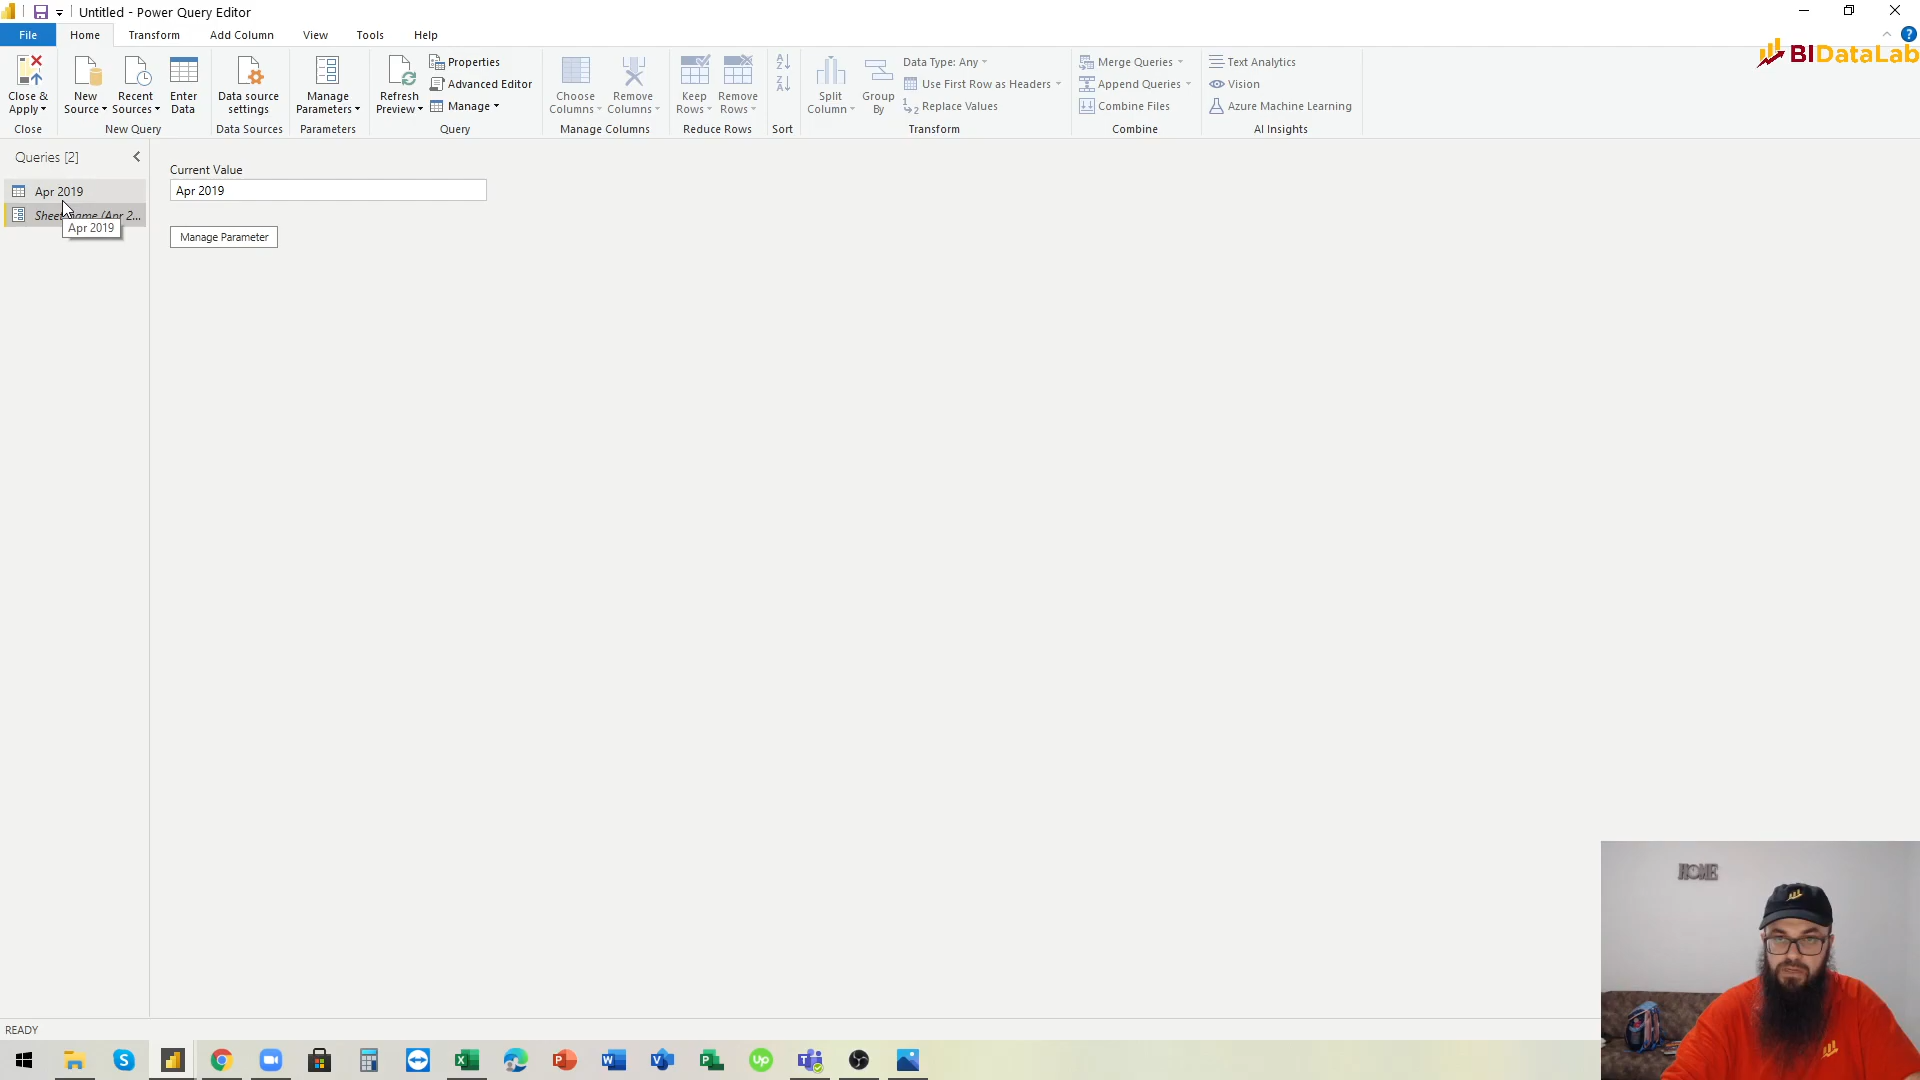 Untitled - Power Query Editor
File
Home
Transform
Add Column
View
Tools
Help
?
BIDataLab
Close &
Apply
New
Source
Recent
Sources
Enter
Data
Data source
settings
Manage
Parameters
Refresh
Preview
Properties
Advanced Editor
Manage
Choose
Columns
Remove
Columns
Keep
Rows
Remove
Rows
Split
Column
Group
By
Data Type: Any
Use First Row as Headers
Replace Values
Merge Queries
Append Queries
Combine Files
Text Analytics
Vision
Azure Machine Learning
Close
New Query
Data Sources
Parameters
Query
Manage Columns
Reduce Rows
Sort
Transform
Combine
AI Insights
Queries [2]
Apr 2019
(Apr 2...
Apr 2019
Current Value
Apr 2019
Manage Parameter
HOME
READY